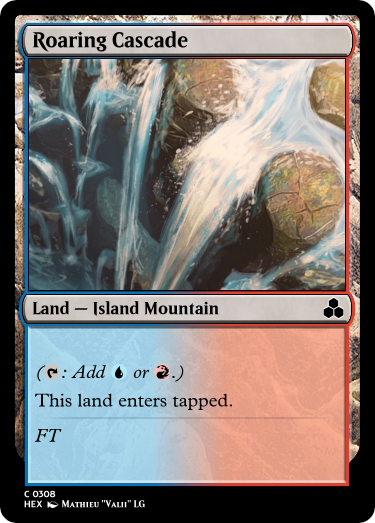 Roaring Cascade
Land — Island Mountain
(: Add or .)
This land enters tapped.
FT
C 0308
HEX Mathieu "Valii" LG